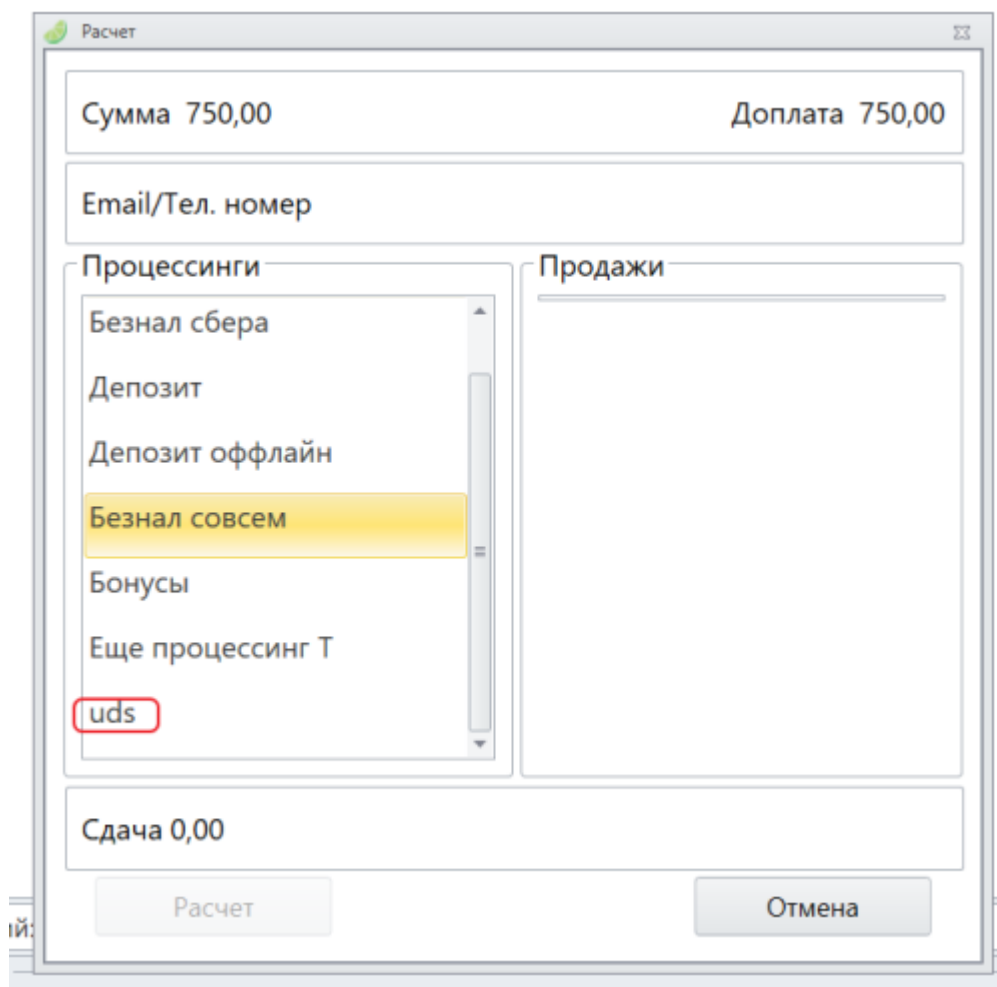 Расчет
Сумма 750,00 Доплата 750,00
Email/Тел. номер
Процессинги
Безнал сбера
Депозит
Депозит оффлайн
Безнал совсем
Бонусы
Еще процессинг Т
uds
Продажи
Сдача 0,00
Расчет Отмена
ий: